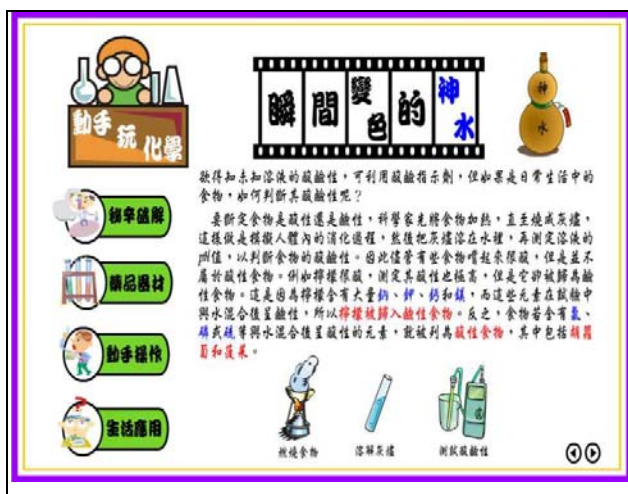 動手玩化學
瞬間變色的神水
神水
秘辛破解
藥品器材
動手操作
生活應用
欲得知未知溶液的酸鹼性，可利用酸鹼指示劑，但如果是日常生活中的
食物，如何判斷其酸鹼性呢？
要斷定食物是酸性還是鹼性，科學家先將食物加熱，直至燒成灰燼，
這樣做是模擬人體內的消化過程，然後把灰燼溶在水裡，再測定溶液的
pH值，以判斷食物的酸鹼性。因此儘管有些食物嚐起來很酸，但是並不
屬於酸性食物。例如檸檬很酸，測定其酸性也極高，但是它卻被歸為鹼
性食物。這是因為檸檬含有大量鈉、鉀、鈣和鎂，而這些元素在試驗中
與水混合後呈鹼性，所以檸檬被歸入鹼性食物。反之，食物若含有氯、
磷或硫等與水混合後呈酸性的元素，就被列為酸性食物，其中包括胡蘿
蔔和菠菜。
燃燒食物
溶解灰燼
測試酸鹼性